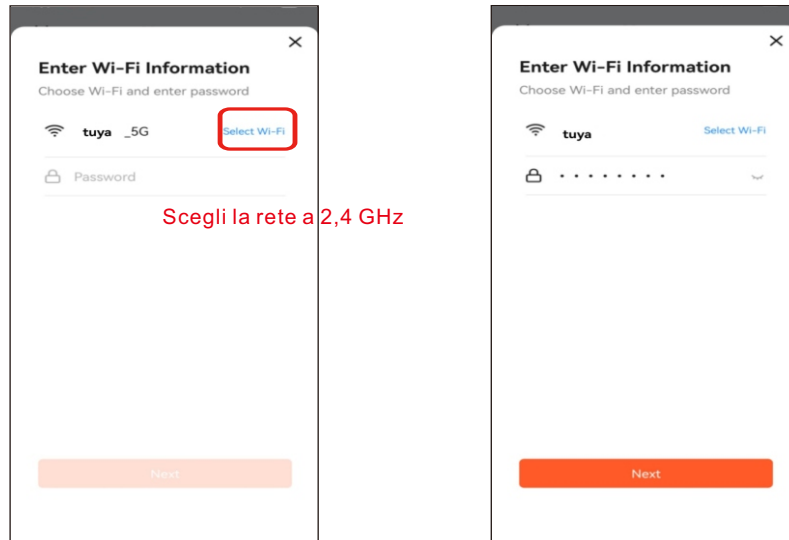 Enter Wi-Fi Information
Choose Wi-Fi and enter password
tuya _5G Select Wi-Fi
Password
Scegli la rete a 2,4 GHz
Next
Enter Wi-Fi Information
Choose Wi-Fi and enter password
tuya Select Wi-Fi
Next